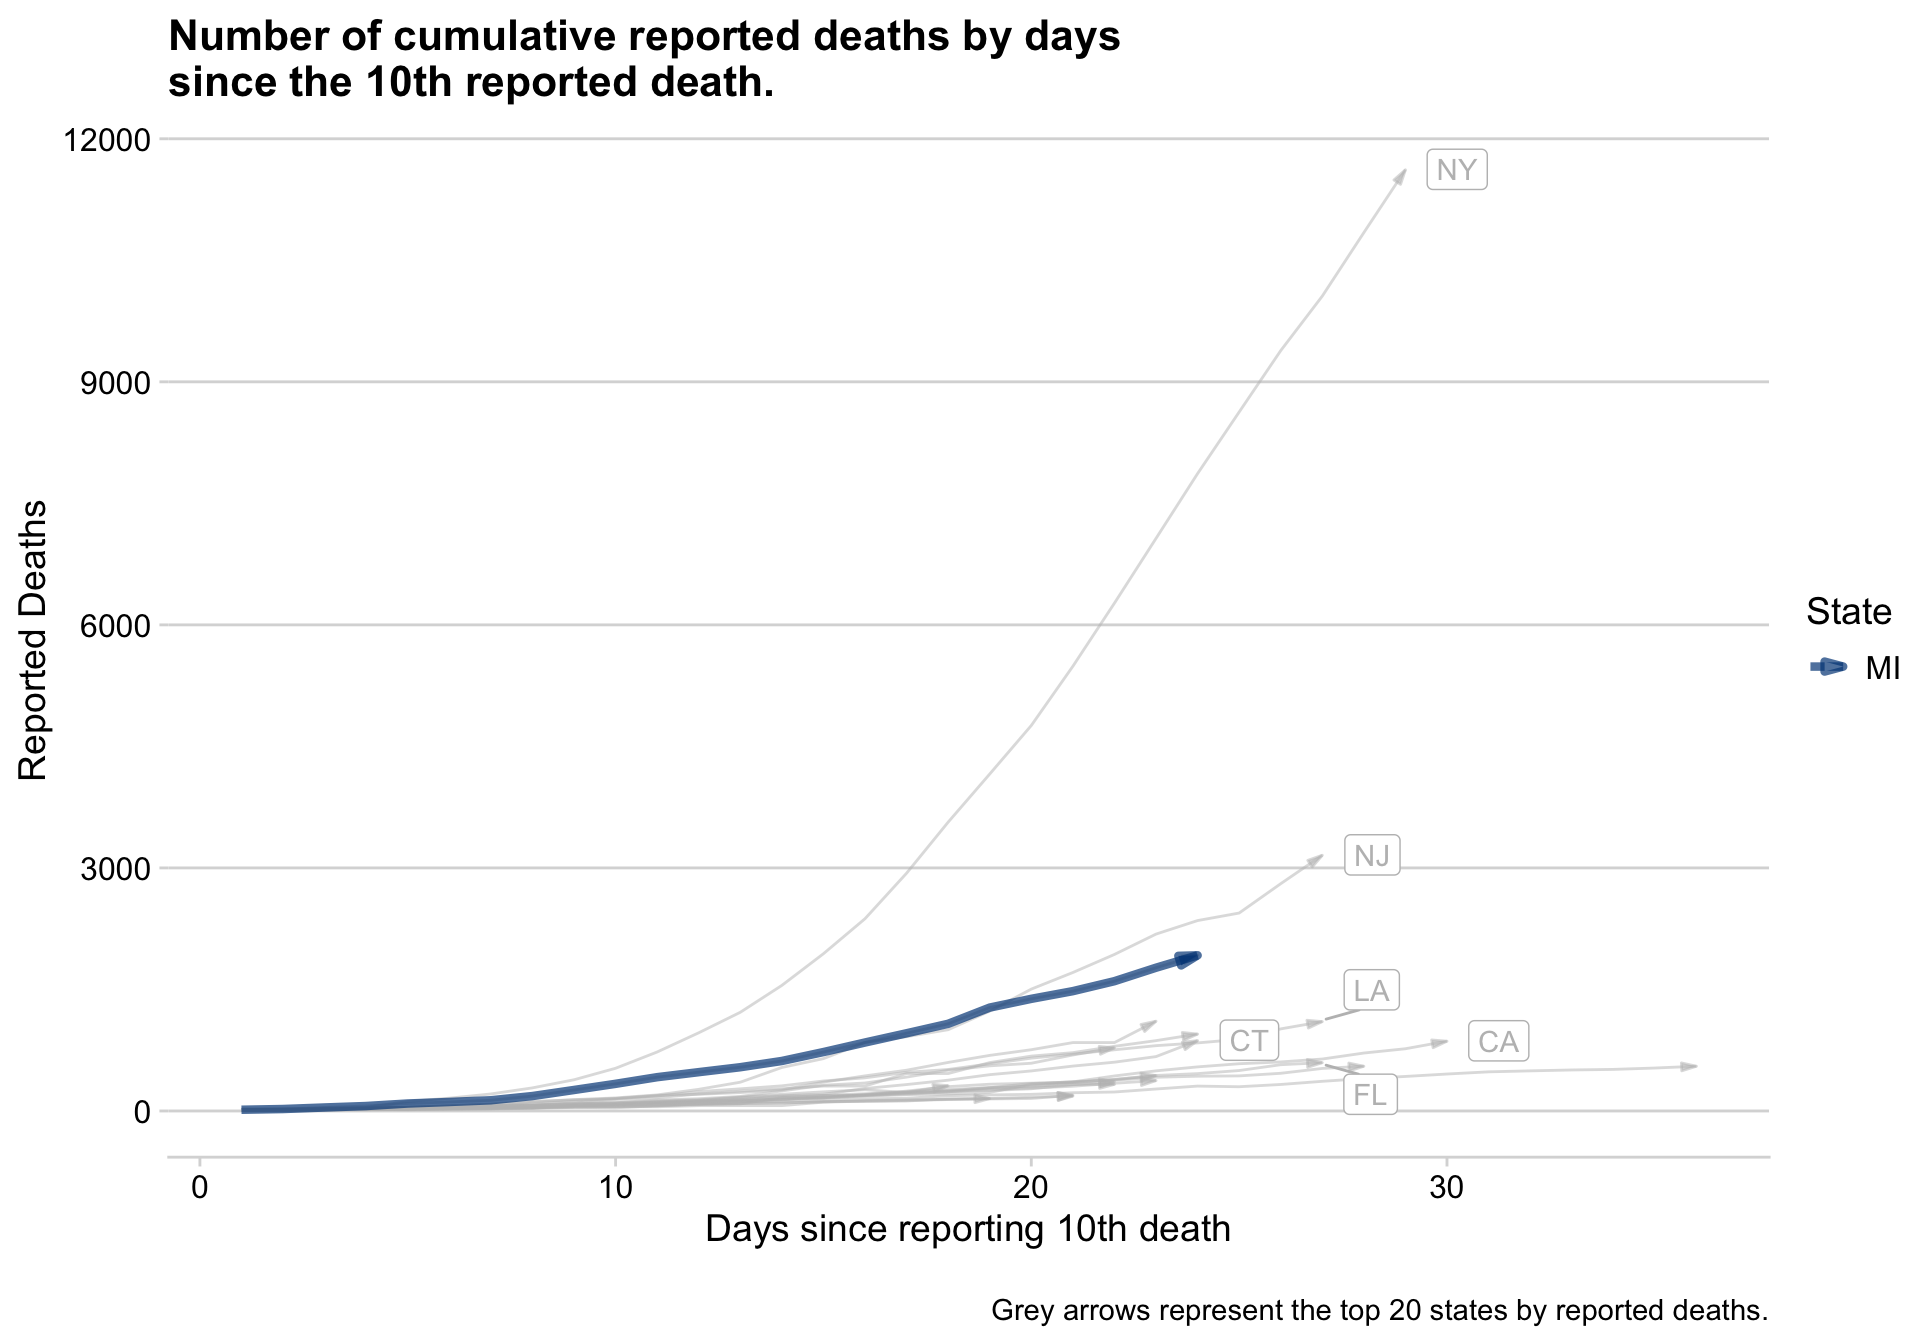 Number of cumulative reported deaths by days
since the 10th reported death.
12000
NY
9000
Reported Deaths
6000
State
MI
3000
NJ
LA
CT
CA
FL
0
0 10 20 30
Days since reporting 10th death
Grey arrows represent the top 20 states by reported deaths.